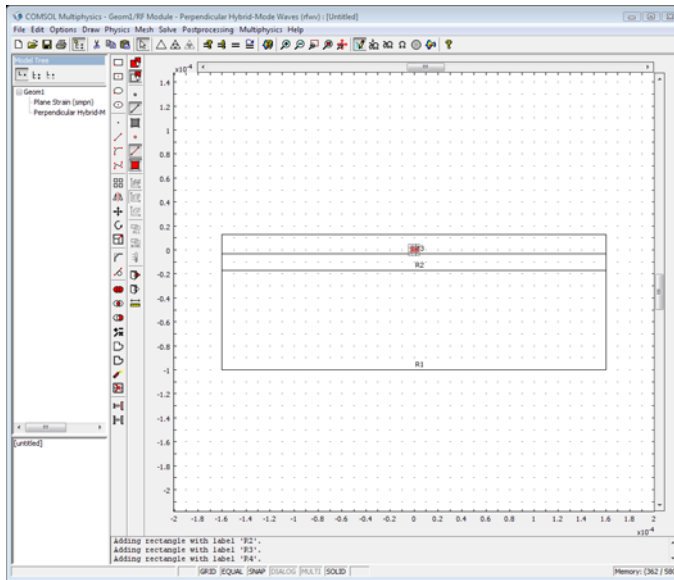 COMSOL Multiphysics - Geom1/RF Module - Perpendicular Hybrid-Mode Waves (rfwv) : [Untitled]
File Edit Options Draw Physics Mesh Solve Postprocessing Multiphysics Help
Model Tree
Geom1
Plane Strain (smpn)
Perpendicular Hybrid-M
[untitled]
x10-4
1.4
1.2
1
0.8
0.6
0.4
0.2
0
-0.2
-0.4
-0.6
-0.8
-1
-1.2
-1.4
-1.6
-1.8
R2
R1
-2 -1.8 -1.6 -1.4 -1.2 -1 -0.8 -0.6 -0.4 -0.2 0 0.2 0.4 0.6 0.8 1 1.2 1.4 1.6 1.8 2
x10-4
Adding rectangle with label 'R2'.
Adding rectangle with label 'R3'.
Adding rectangle with label 'R4'.
GRID EQUAL SNAP DIALOG MULTI SOLID
Memory: (362 / 580